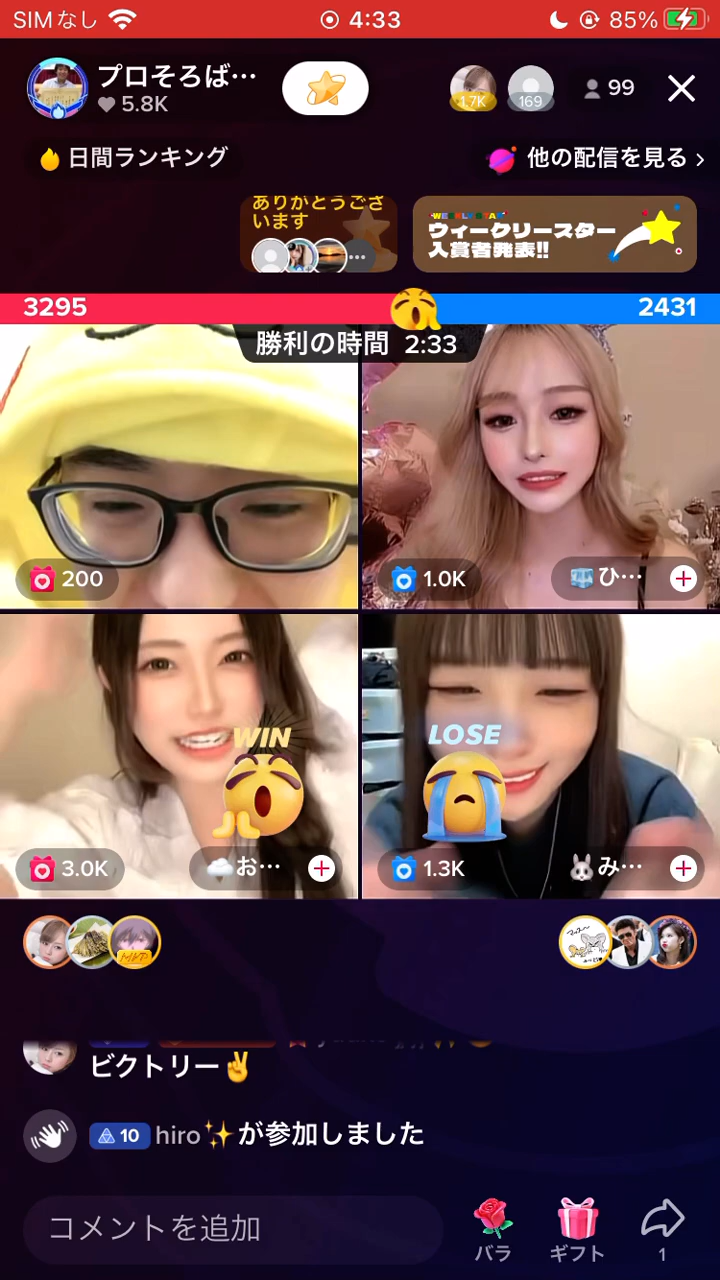 SIMなし
4:33
85%
プロそろば…
5.8K
1.7K
169
99
日間ランキング
他の配信を見る
ありがとうござ
います
WEEKLY STAR
ウィークリースター
入賞者発表!!
3295
2431
勝利の時間 2:33
200
1.0K
🧊ひ…
WIN
LOSE
3.0K
☁️お…
1.3K
🐰み…
MVP
ビクトリー✌️
10 hiro✨が参加しました
コメントを追加
バラ
ギフト
1